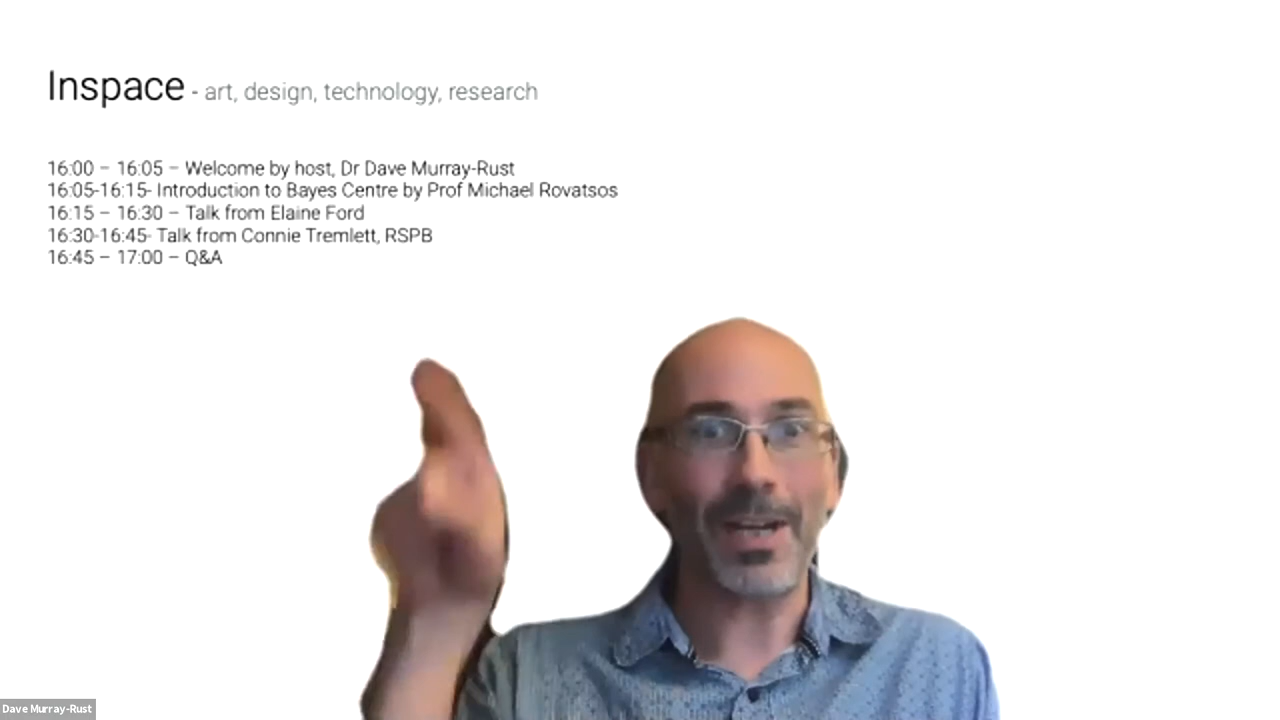 Inspace - art, design, technology, research
16:00 – 16:05 – Welcome by host, Dr Dave Murray-Rust
16:05-16:15- Introduction to Bayes Centre by Prof Michael Rovatsos
16:15 – 16:30 – Talk from Elaine Ford
16:30-16:45- Talk from Connie Tremlett, RSPB
16:45 – 17:00 – Q&A
Dave Murray-Rust